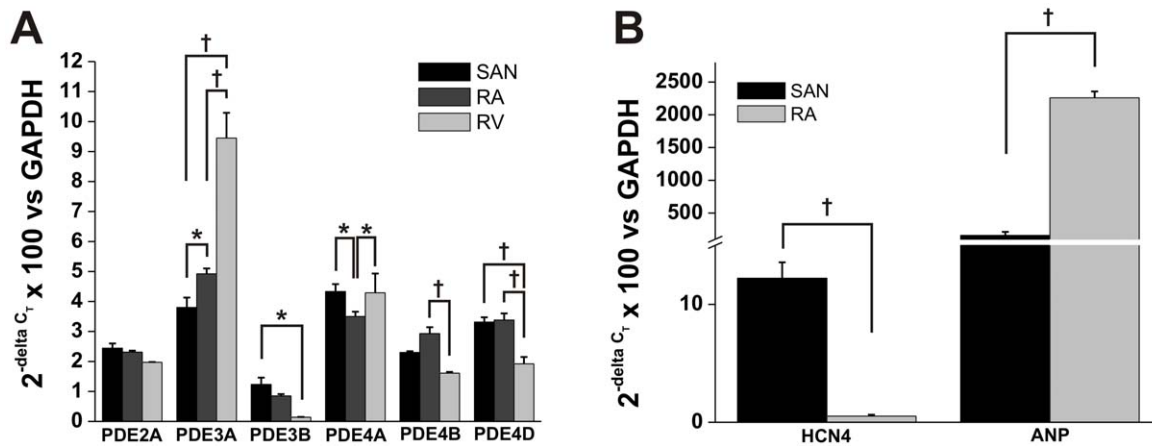 A
2^-delta C_T x 100 vs GAPDH
12
11
10
9
8
7
6
5
4
3
2
1
0
SAN
RA
RV
†
†
*
*
*
*
†
†
†
PDE2A PDE3A PDE3B PDE4A PDE4B PDE4D
B
2^-delta C_T x 100 vs GAPDH
2500
2000
1500
1000
500
10
0
SAN
RA
†
†
HCN4 ANP